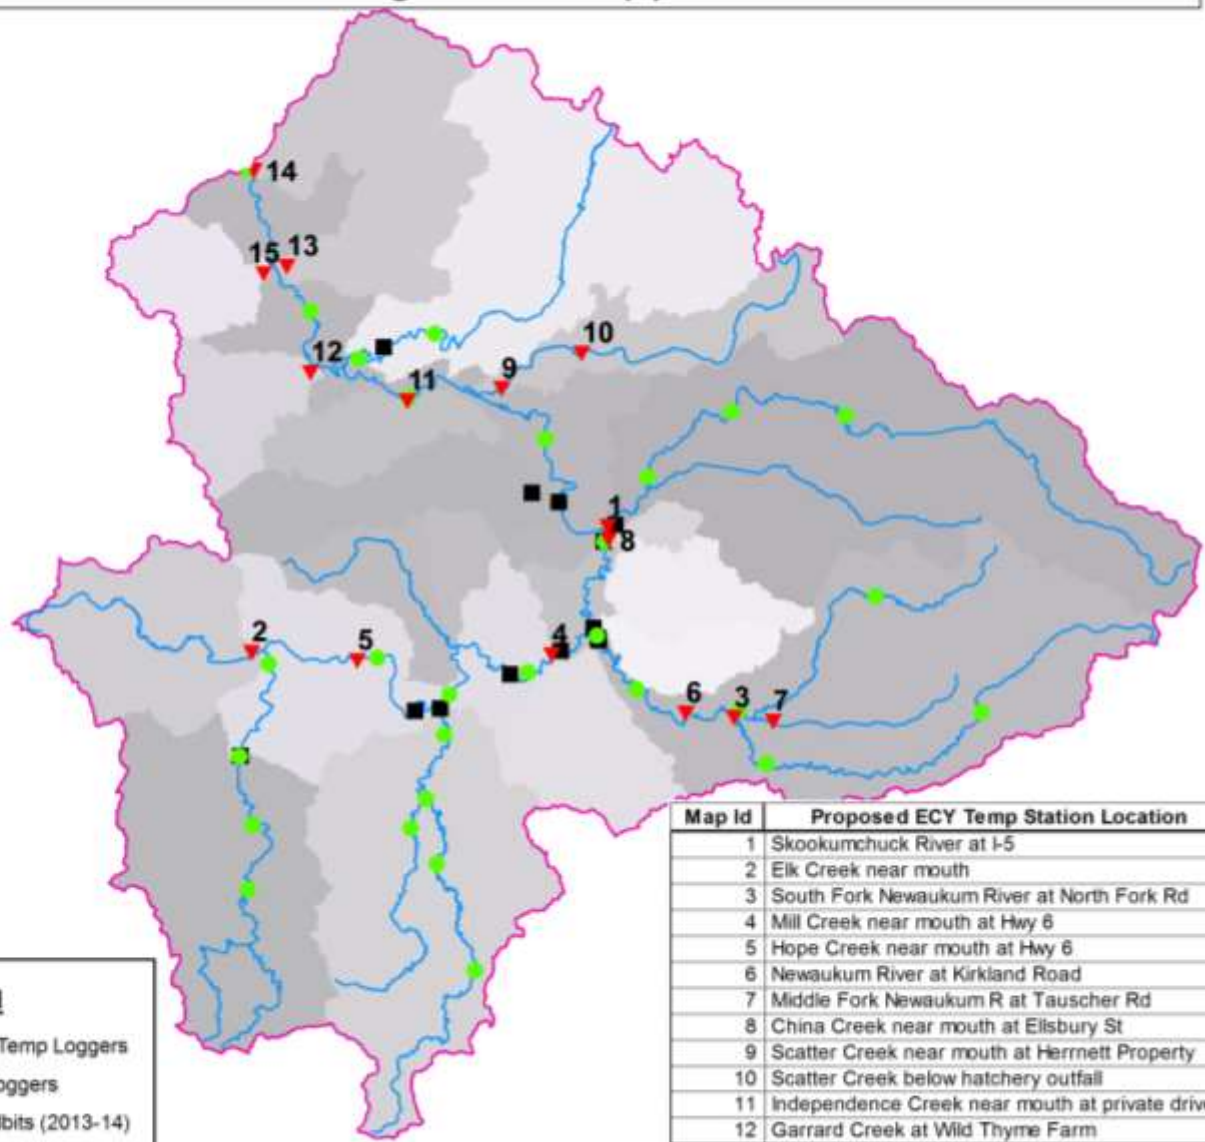 14
15 13
12
10
9
11
1
8
2
5
4
6 3 7
Temp Loggers
bits (2013-14)
Map Id Proposed ECY Temp Station Location
1 Skookumchuck River at I-5
2 Elk Creek near mouth
3 South Fork Newaukum River at North Fork Rd
4 Mill Creek near mouth at Hwy 6
5 Hope Creek near mouth at Hwy 6
6 Newaukum River at Kirkland Road
7 Middle Fork Newaukum R at Tauscher Rd
8 China Creek near mouth at Ellsbury St
9 Scatter Creek near mouth at Herrnett Property
10 Scatter Creek below hatchery outfall
11 Independence Creek near mouth at private
12 Garrard Creek at Wild Thyme Farm